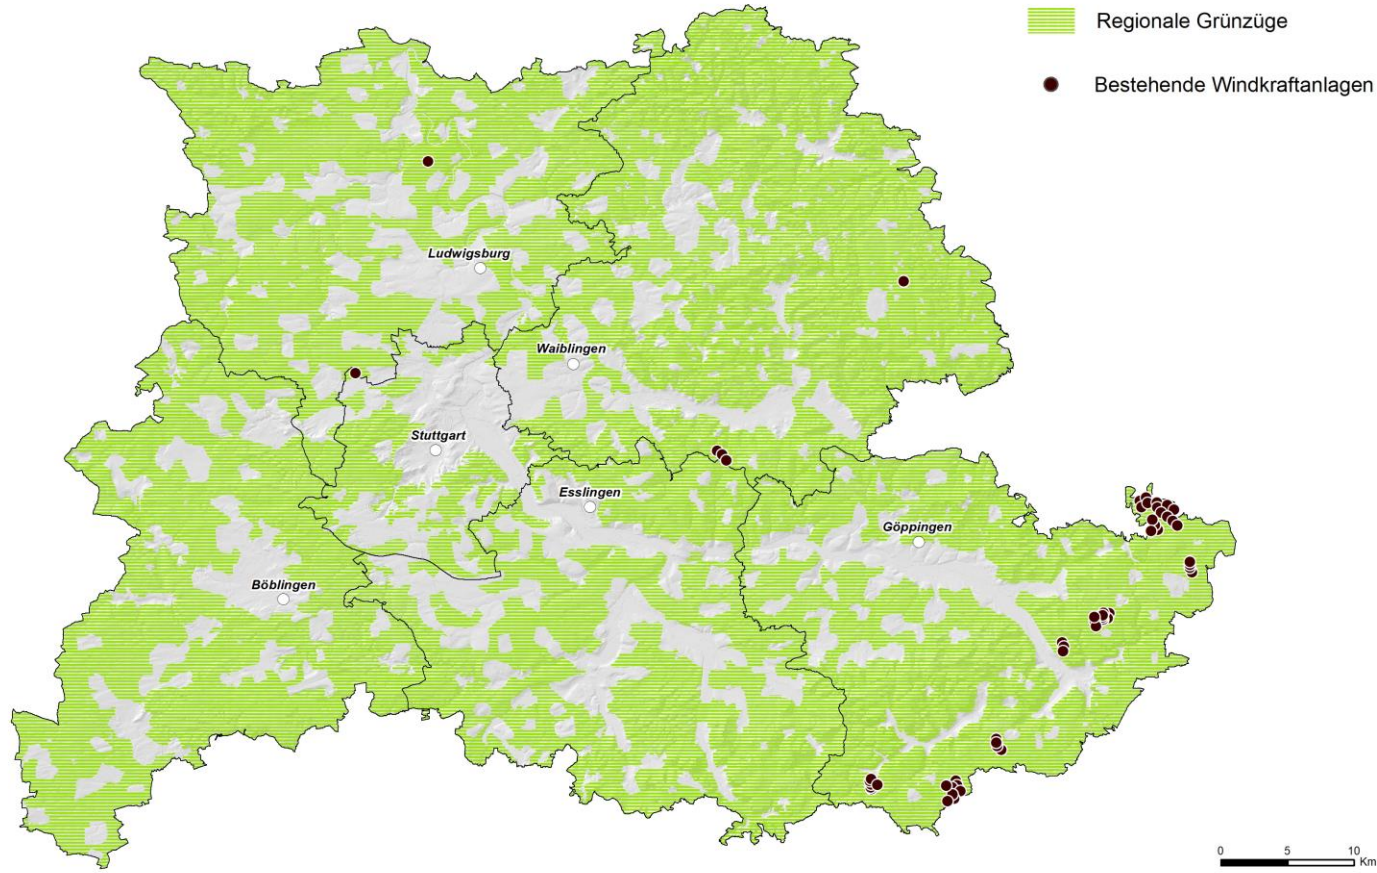 Regionale Grünzüge
Bestehende Windkraftanlagen
Ludwigsburg
Waiblingen
Stuttgart
Esslingen
Göppingen
Böblingen
0 5 10
Km